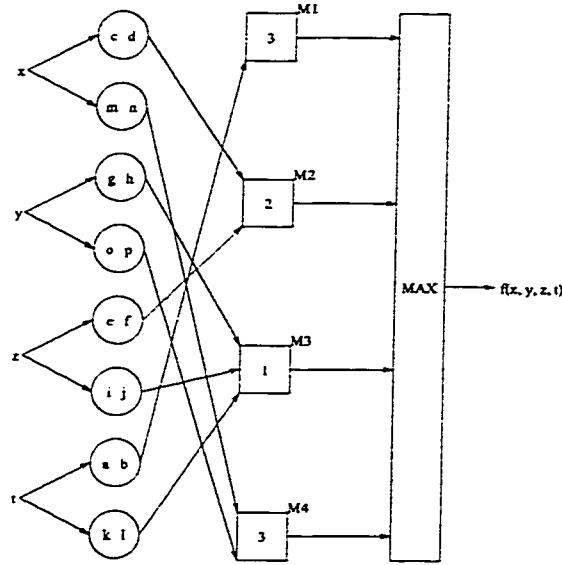 M1
c d
3
x
m n
M2
g h
2
y
o p
MAX
f(x, y, z, t)
e f
M3
z
1
i j
a b
t
M4
k l
3